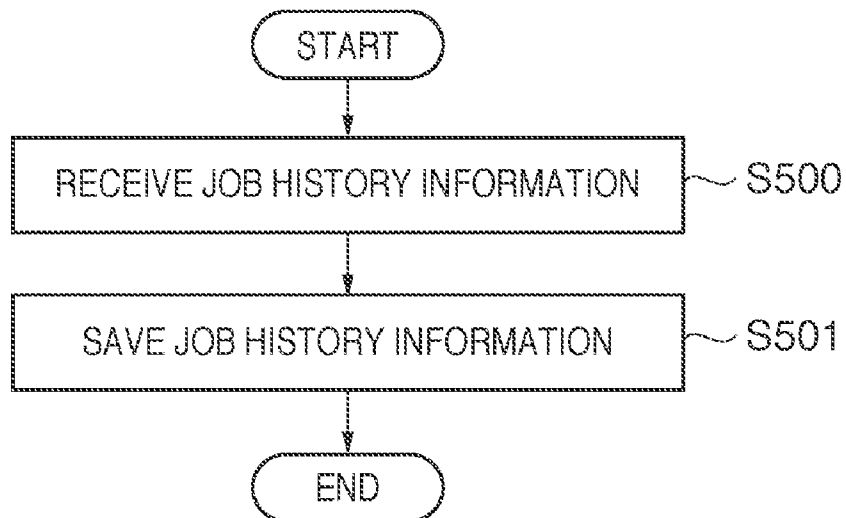 START
RECEIVE JOB HISTORY INFORMATION
S500
SAVE JOB HISTORY INFORMATION
S501
END